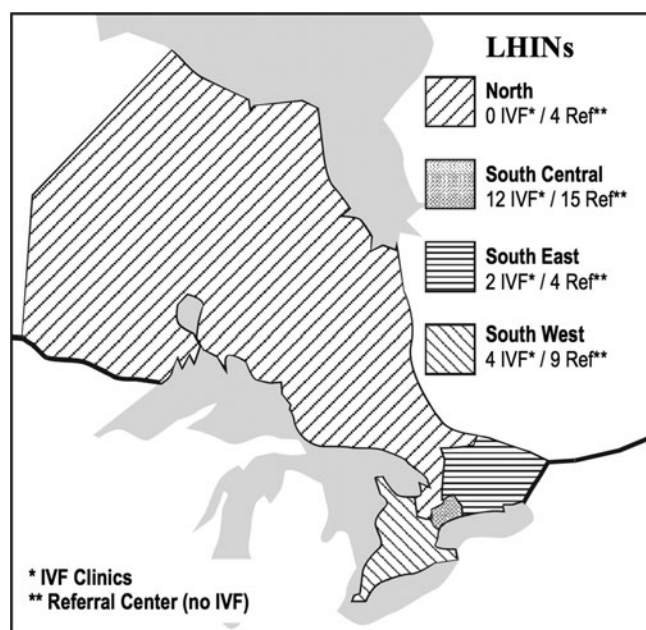 LHINs
North
0 IVF* / 4 Ref**
South Central
12 IVF* / 15 Ref**
South East
2 IVF* / 4 Ref**
South West
4 IVF* / 9 Ref**
* IVF Clinics
** Referral Center (no IVF)